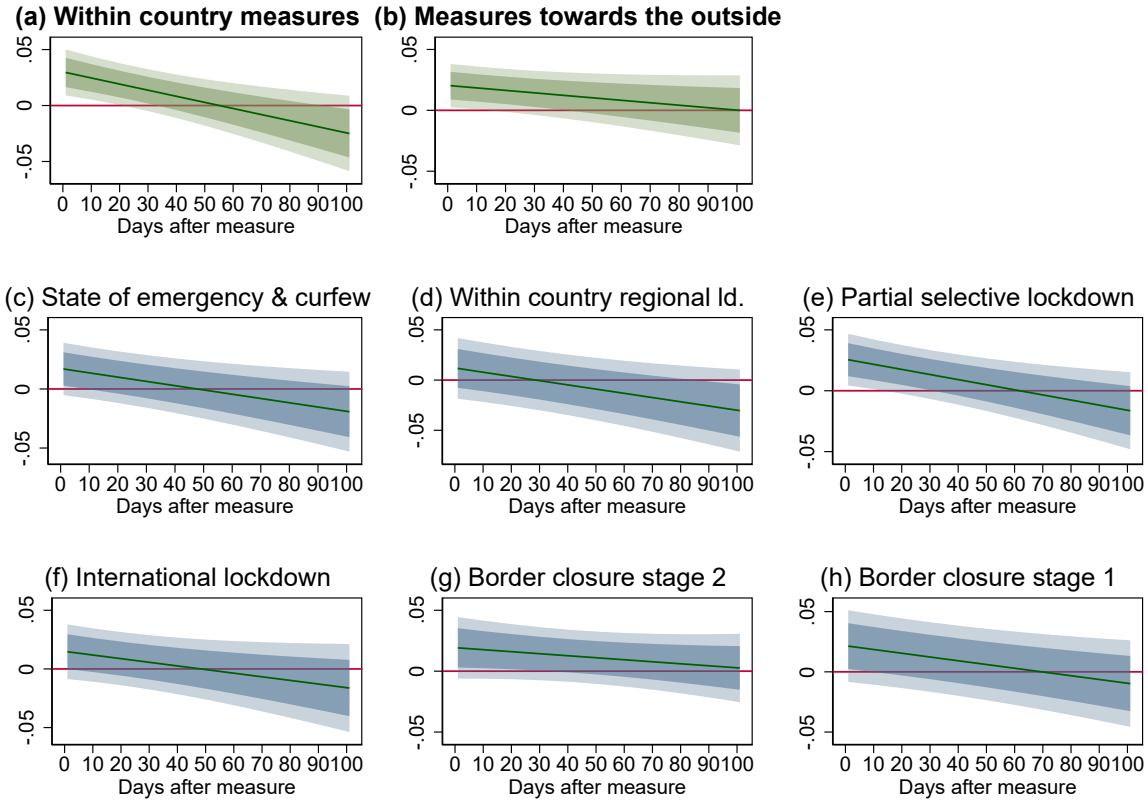 (a) Within country measures
(b) Measures towards the outside
.05
0
-.05
0 10 20 30 40 50 60 70 80 90100
Days after measure
.05
0
-.05
0 10 20 30 40 50 60 70 80 90 100
Days after measure
(c) State of emergency & curfew
(d) Within country regional ld.
(e) Partial selective lockdown
.05
0
-.05
0 10 20 30 40 50 60 70 80 90100
Days after measure
.05
0
-.05
0 10 20 30 40 50 60 70 80 90100
Days after measure
.05
0
-.05
0 10 20 30 40 50 60 70 80 90100
Days after measure
(f) International lockdown
(g) Border closure stage 2
(h) Border closure stage 1
.05
0
-.05
0 10 20 30 40 50 60 70 80 90100
Days after measure
.05
0
-.05
0 10 20 30 40 50 60 70 80 90100
Days after measure
.05
0
-.05
0 10 20 30 40 50 60 70 80 90100
Days after measure